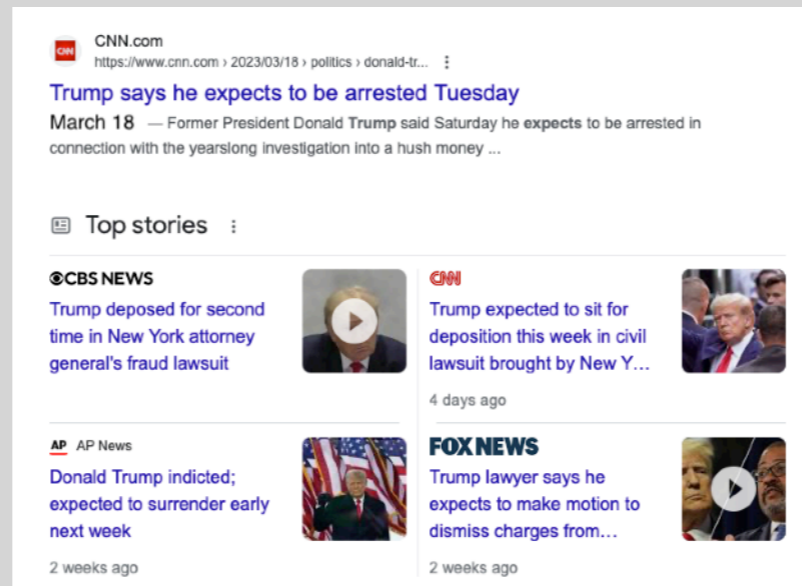 CNN
CNN.com
https://www.cnn.com › 2023/03/18 › politics › donald-tr...
Trump says he expects to be arrested Tuesday
March 18 — Former President Donald Trump said Saturday he expects to be arrested in
connection with the yearslong investigation into a hush money ...
Top stories
CBS NEWS
Trump deposed for second
time in New York attorney
general's fraud lawsuit
CNN
Trump expected to sit for
deposition this week in civil
lawsuit brought by New Y...
4 days ago
AP AP News
Donald Trump indicted;
expected to surrender early
next week
2 weeks ago
FOX NEWS
Trump lawyer says he
expects to make motion to
dismiss charges from...
2 weeks ago